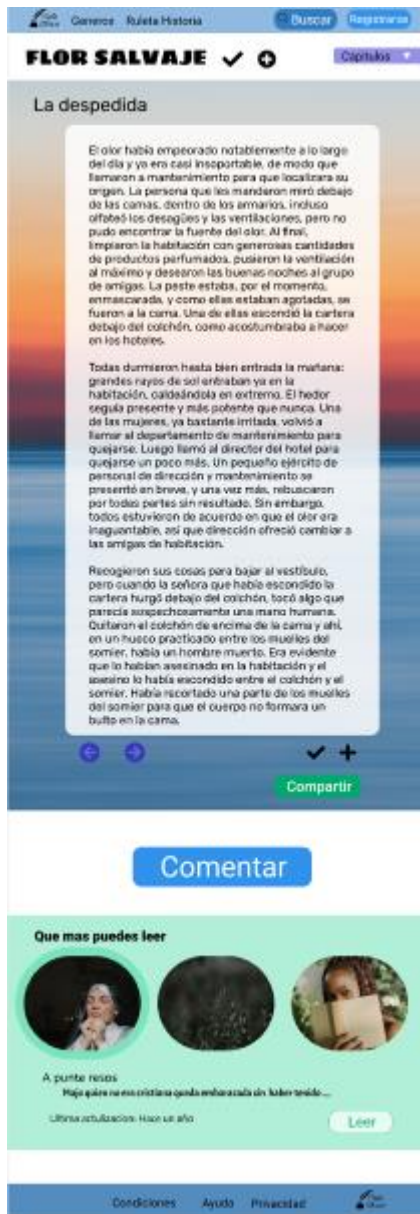 Generos Ruleta Historia Buscar Registrarse
FLOR SALVAJE Capitulos
La despedida
El olor había empeorado notablemente a lo largo
del día y ya era casi insoportable, de modo que
llamaron a mantenimiento para que localizara su
origen. La persona que les mandaron miró debajo
de las camas, dentro de los armarios, incluso
olfateó los desagües y las ventilaciones, pero no
pudo encontrar la fuente del olor. Al final,
limpiaron la habitación con generosas cantidades
de productos perfumados, pusieron la ventilación
al máximo y desearon las buenas noches al grupo
de amigas. La peste estaba, por el momento,
enmascarada, y como ellas estaban agotadas, se
fueron a la cama. Una de ellas escondió la cartera
debajo del colchón, como acostumbraba a hacer
en los hoteles.
Todas durmieron hasta bien entrada la mañana:
grandes rayos de sol entraban ya en la
habitación, caldeándola en extremo. El hedor
seguía presente y más potente que nunca. Una
de las mujeres, ya bastante irritada, volvió a
llamar al departamento de mantenimiento para
quejarse. Luego llamó al director del hotel para
quejarse un poco más. Un pequeño ejército de
personal de dirección y mantenimiento se
presentó en breve, y una vez más, rebuscaron
por todas partes sin resultado. Sin embargo,
todos estuvieron de acuerdo en que el olor era
inaguantable, así que dirección ofreció cambiar a
las amigas de habitación.
Recogieron sus cosas para bajar al vestíbulo,
pero cuando la señora que había escondido la
cartera hurgó debajo del colchón, tocó algo que
parecía sospechosamente una mano humana.
Quitaron el colchón de encima de la cama y ahí,
en un hueco practicado entre los muelles del
somier, había un hombre muerto. Era evidente
que lo habían asesinado en la habitación y el
asesino lo había escondido entre el colchón y el
somier. Había recortado una parte de los muelles
del somier para que el cuerpo no formara un
bulto en la cama.
Compartir
Comentar
Que mas puedes leer
A punte resos
Majo quien no era cristiana queda embarazada sin haber tenido ...
Ultima actulizacion: Hace un año
Leer
Condiciones Ayuda Privacidad